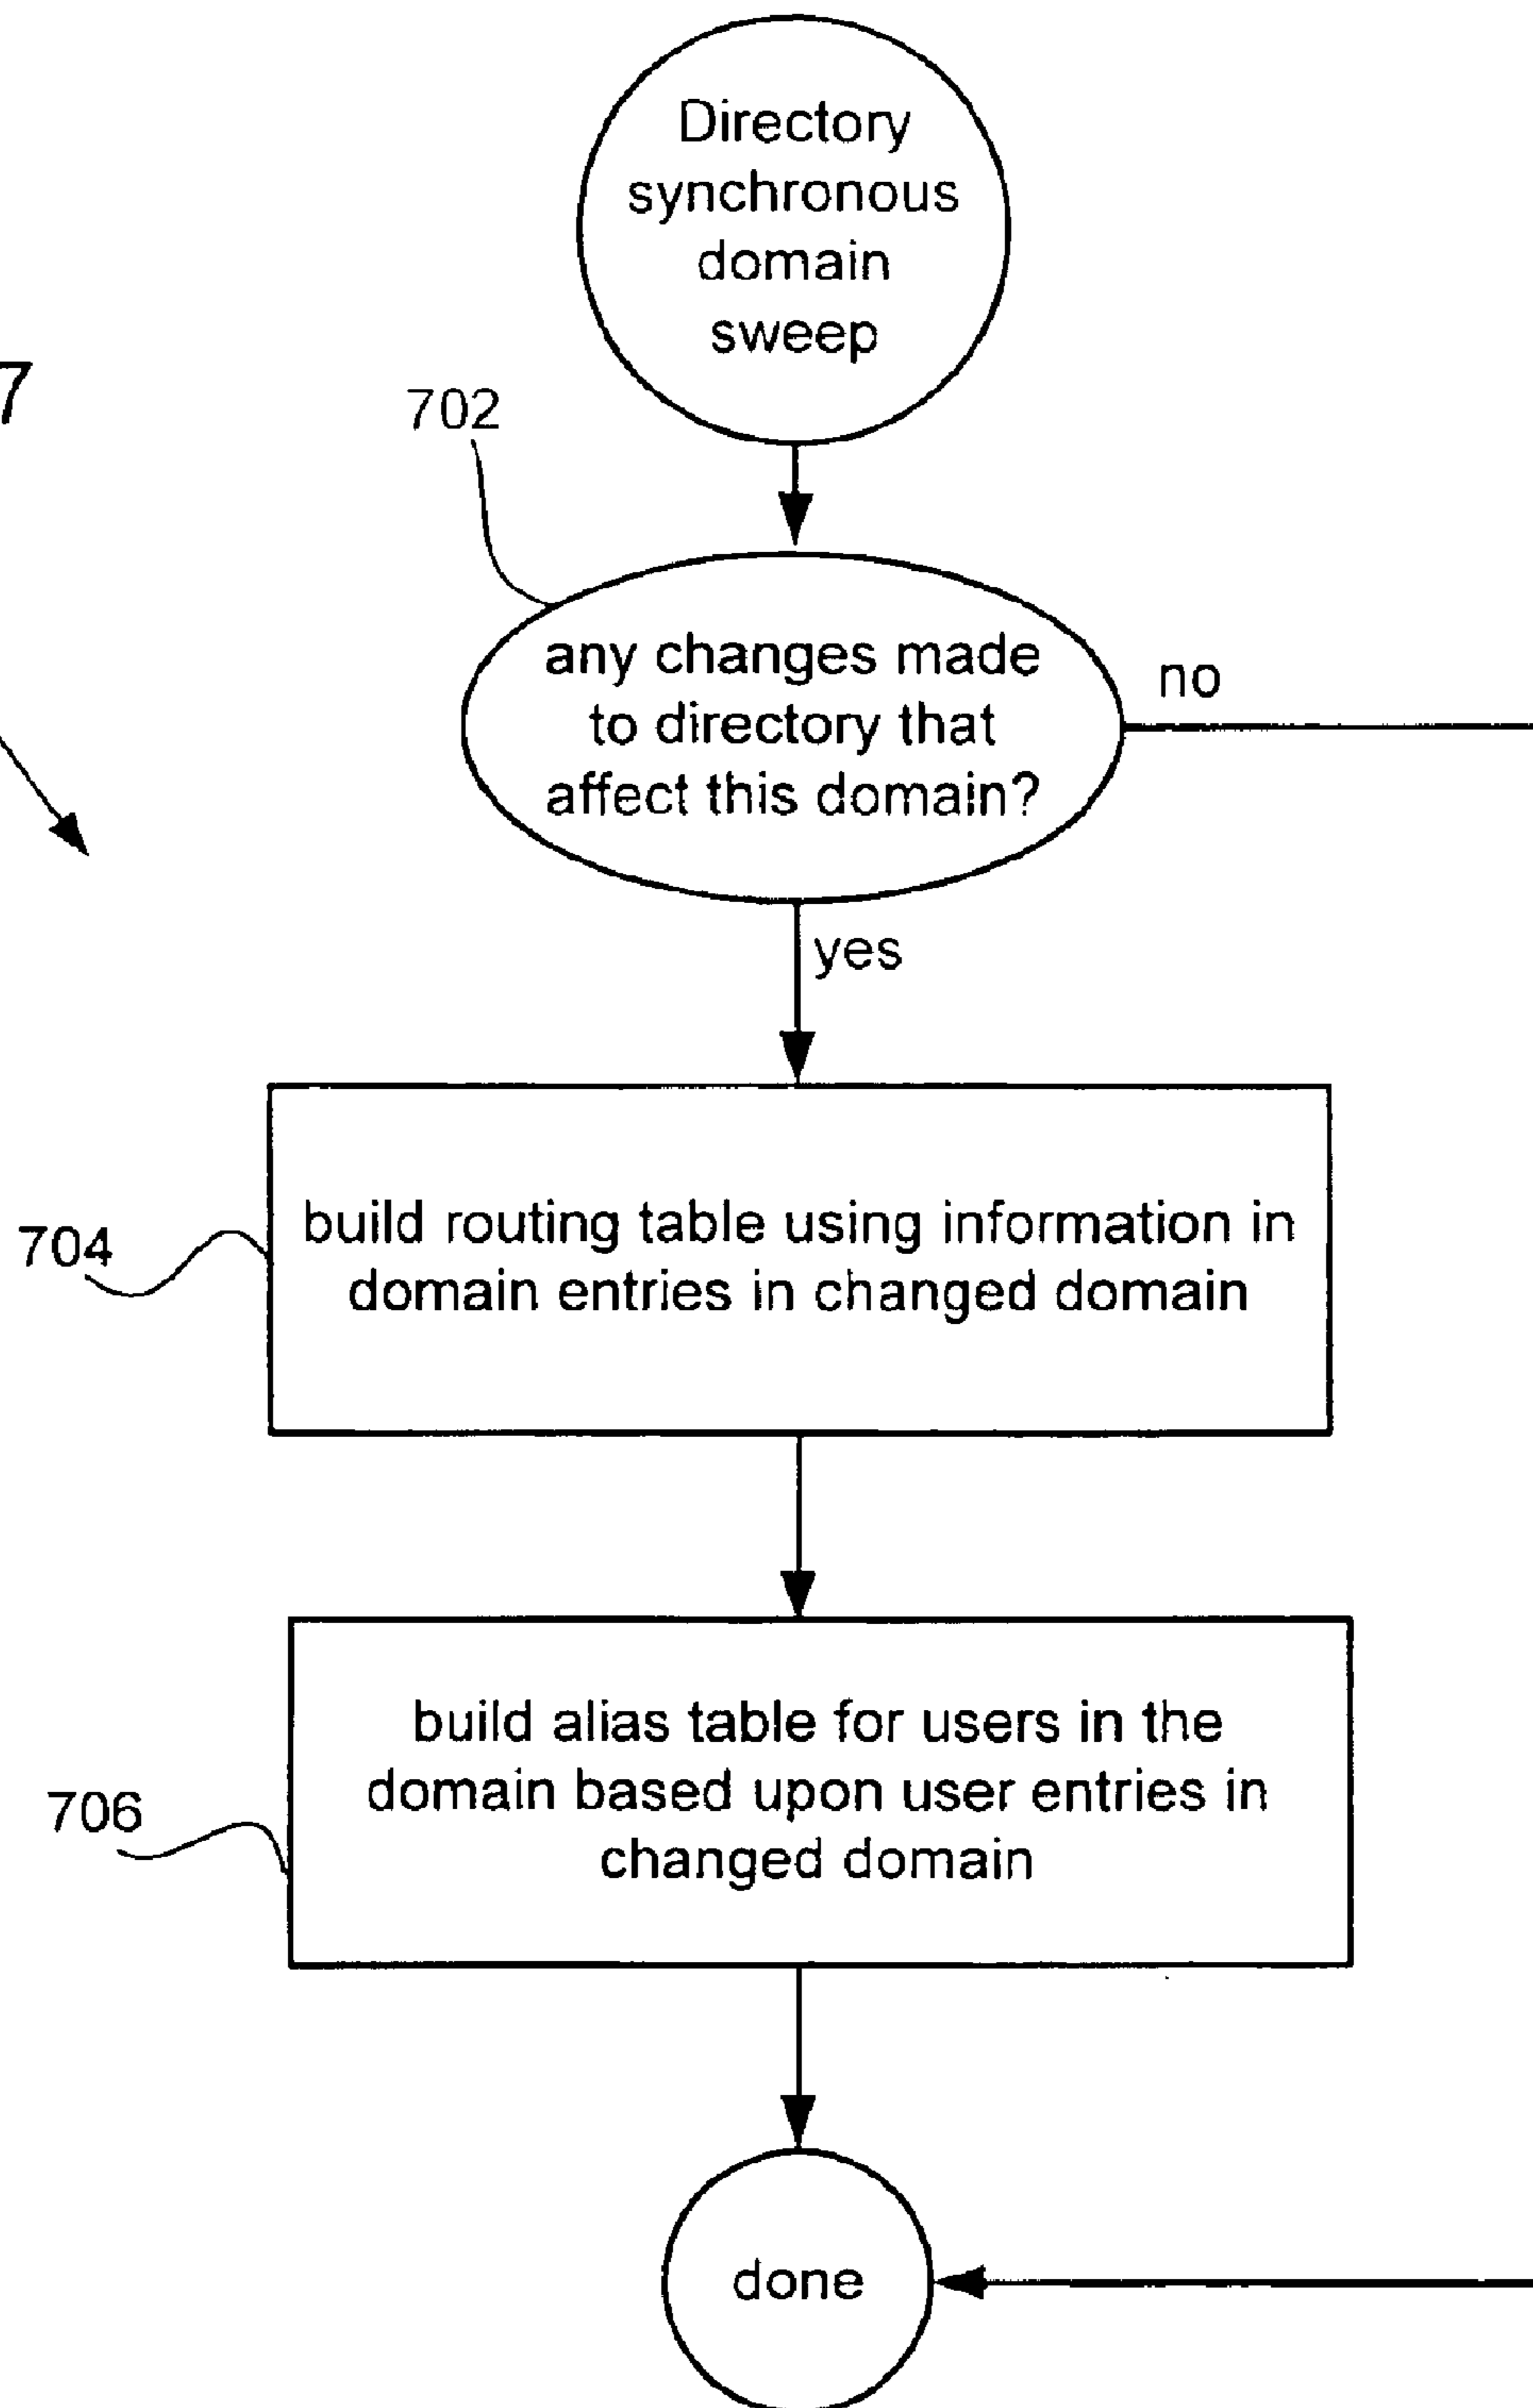 Directory
synchronous
domain
sweep
7
702
any changes made
to directory that
affect this domain?
no
yes
704
build routing table using information in
domain entries in changed domain
706
build alias table for users in the
domain based upon user entries in
changed domain
done